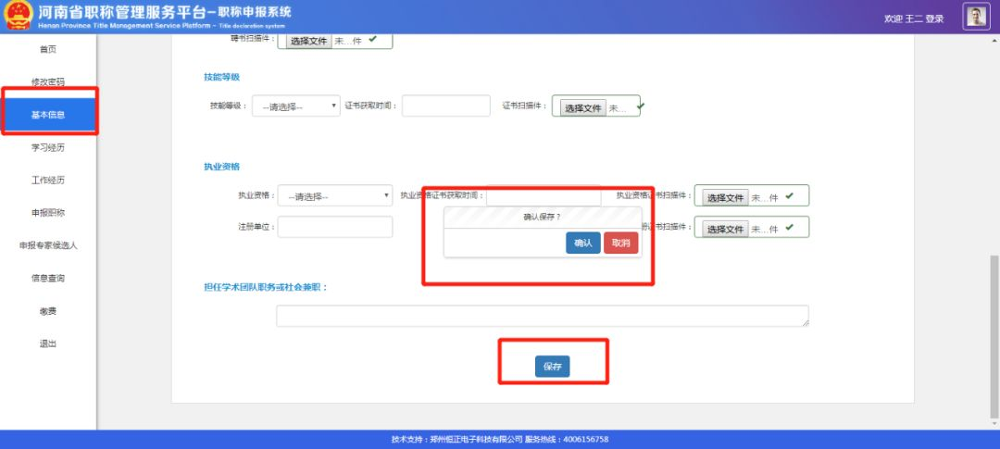 河南省职称管理服务平台-职称申报系统
Henan Province Title Management Service Platform - Title declaration system
欢迎 王二 登录
首页
修改密码
基本信息
学习经历
工作经历
申报职称
申报专家候选人
信息查询
缴费
退出
聘书扫描件： 选择文件 未...件
技能等级
技能等级： --请选择-- 证书获取时间： 证书扫描件： 选择文件 未...
执业资格
执业资格： --请选择-- 执业资格证书获取时间： 执业资格证书扫描件： 选择文件 未...件
注册单位： 册证书扫描件： 选择文件 未...件
确认保存？
确认 取消
担任学术团队职务或社会兼职：
保存
技术支持：郑州恒正电子科技有限公司 服务热线：4006156758